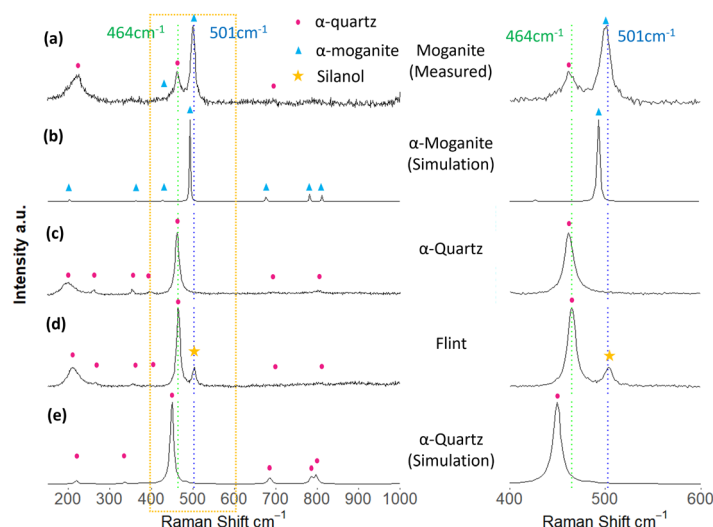 464cm-1
501cm-1
α-quartz
α-moganite
Silanol
(a)
Moganite
(Measured)
464cm-1
501cm-1
(b)
α-Moganite
(Simulation)
(c)
α-Quartz
(d)
Flint
(e)
α-Quartz
(Simulation)
Intensity a.u.
200 300 400 500 600 700 800 900 1000
Raman Shift cm-1
400 500 600
Raman Shift cm-1